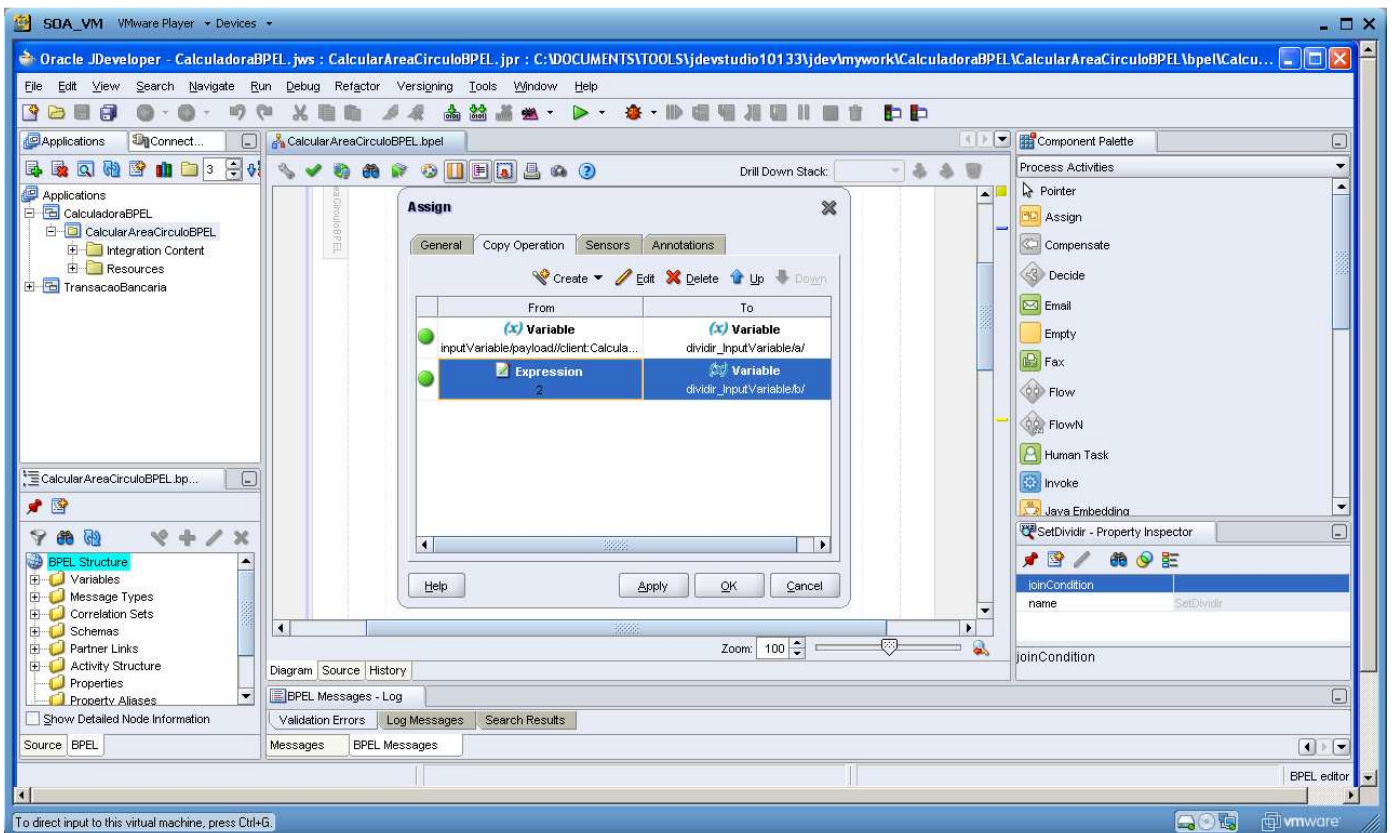 SOA_VM VMware Player Devices
Oracle JDeveloper - CalculadoraBPEL.jws : CalcularAreaCirculoBPEL.jpr : C:\DOCUMENTS\TOOLS\jdevstudio10133\jdev\mywork\CalculadoraBPEL\CalcularAreaCirculoBPEL\bpel\Calcu...
File Edit View Search Navigate Run Debug Refactor Versioning Tools Window Help
Applications Connect...
3
Applications
CalculadoraBPEL
CalcularAreaCirculoBPEL
Integration Content
Resources
TransacaoBancaria
CalcularAreaCirculoBPEL.bpel
Drill Down Stack:
eaCirculoBPEL
Assign
General Copy Operation Sensors Annotations
Create Edit Delete Up Down
From To
(x) Variable (x) Variable
inputVariable/payload//client:Calcula... dividir_InputVariable/a/
Expression (x) Variable
2 dividir_InputVariable/b/
Help Apply OK Cancel
Zoom: 100
Diagram Source History
Component Palette
Process Activities
Pointer
Assign
Compensate
Decide
Email
Empty
Fax
Flow
FlowN
Human Task
Invoke
Java Embedding
SetDividir - Property Inspector
joinCondition
name SetDividir
joinCondition
CalcularAreaCirculoBPEL.bp...
BPEL Structure
Variables
Message Types
Correlation Sets
Schemas
Partner Links
Activity Structure
Properties
Property Aliases
Show Detailed Node Information
Source BPEL
BPEL Messages - Log
Validation Errors Log Messages Search Results
Messages BPEL Messages
BPEL editor
To direct input to this virtual machine, press Ctrl+G.
vmware